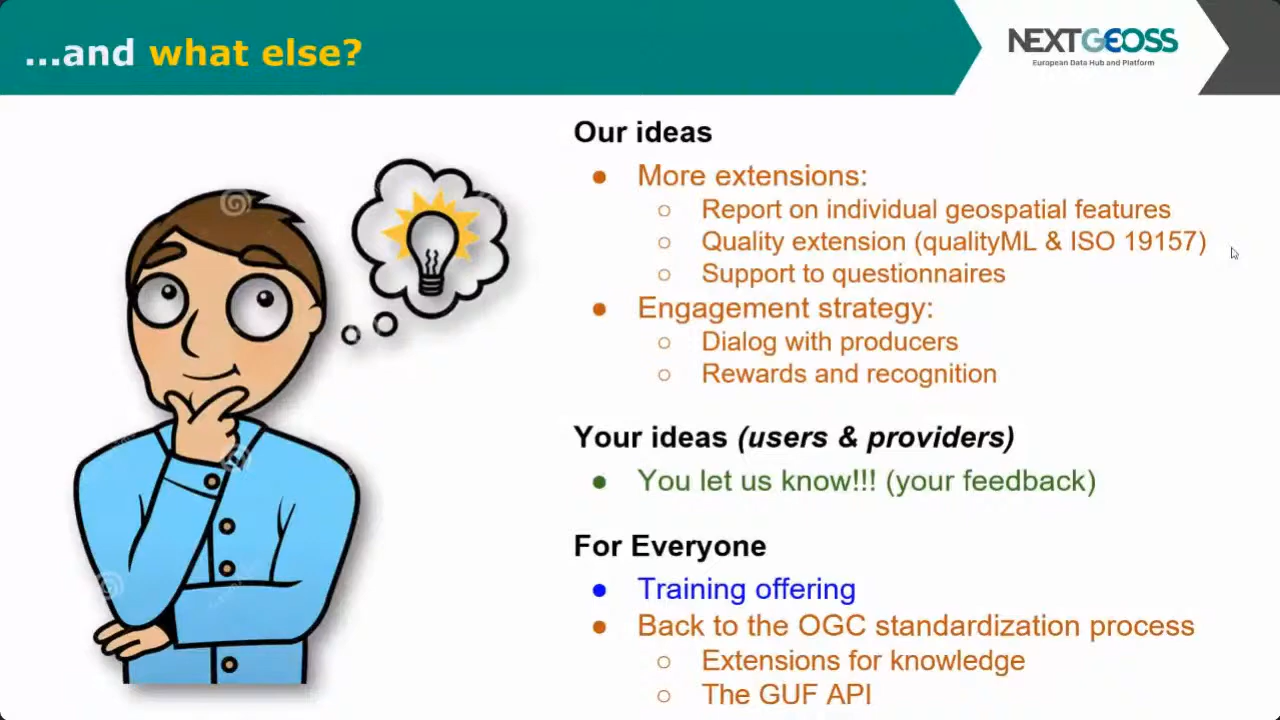 ...and what else?
NEXTGEOSS
European Data Hub and Platform
Our ideas
● More extensions:
○ Report on individual geospatial features
○ Quality extension (qualityML & ISO 19157)
○ Support to questionnaires
● Engagement strategy:
○ Dialog with producers
○ Rewards and recognition
Your ideas (users & providers)
● You let us know!!! (your feedback)
For Everyone
● Training offering
● Back to the OGC standardization process
○ Extensions for knowledge
○ The GUF API